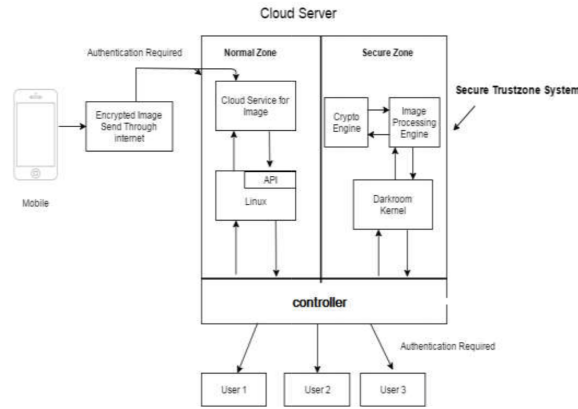 Cloud Server
Authentication Required
Normal Zone
Secure Zone
Secure Trustzone System
Encrypted Image
Send Through
internet
Cloud Service for
Image
Crypto
Engine
Image
Processing
Engine
API
Linux
Darkroom
Kernel
Mobile
controller
Authentication Required
User 1
User 2
User 3